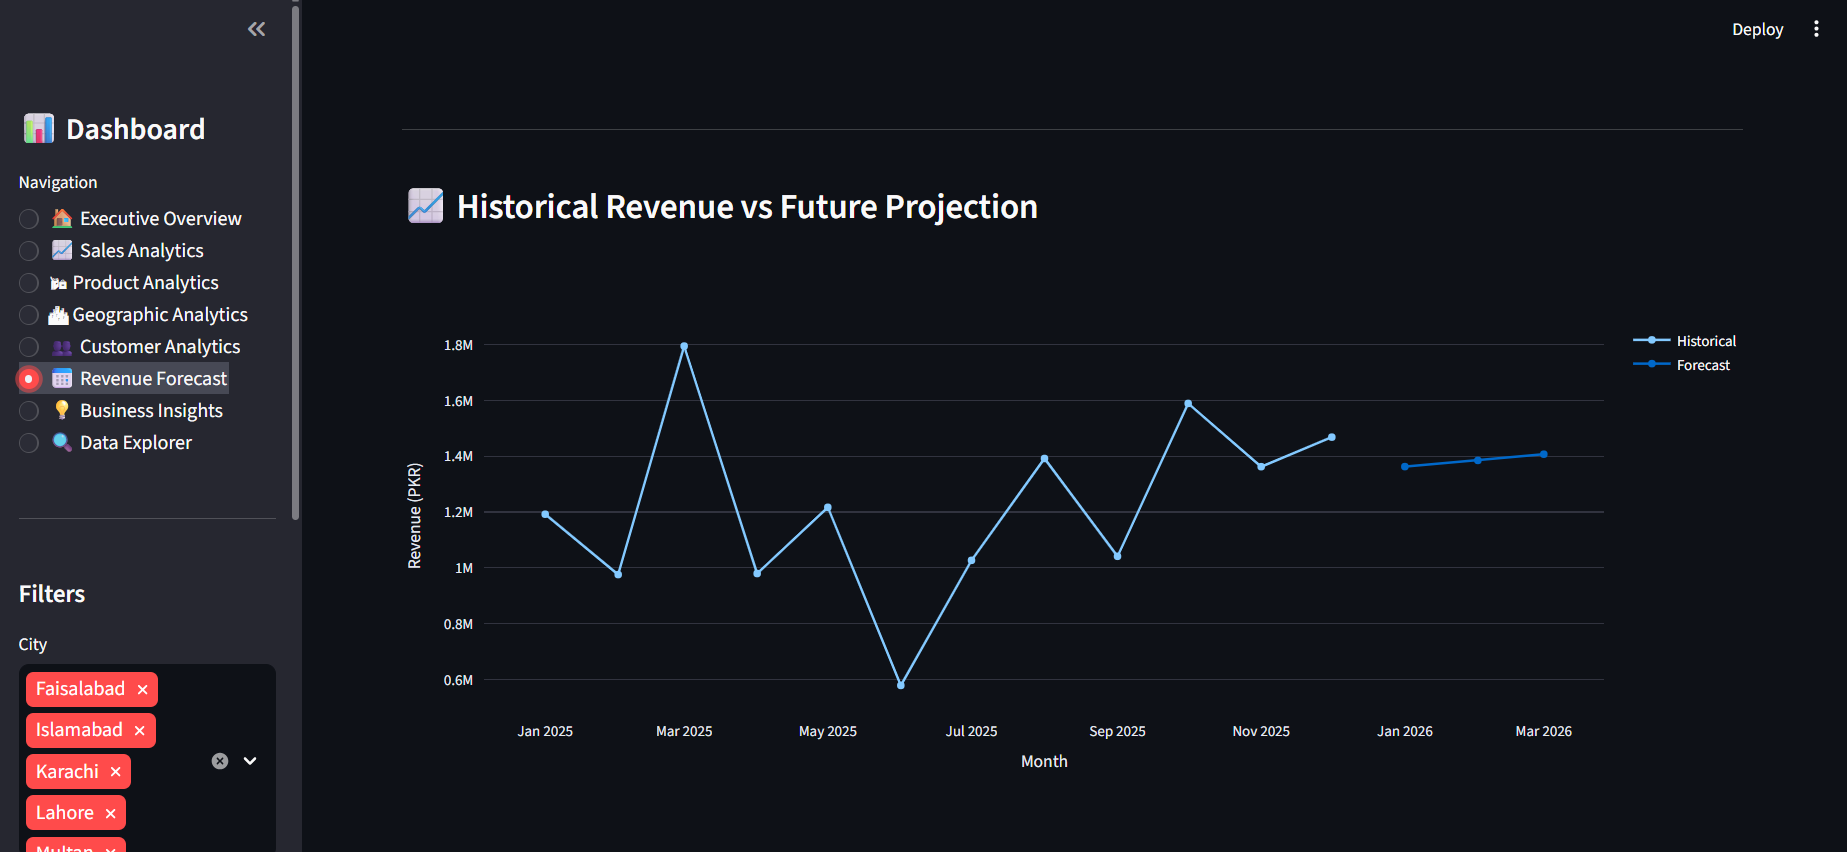 Deploy
Dashboard
Navigation
Executive Overview
Sales Analytics
Product Analytics
Geographic Analytics
Customer Analytics
Revenue Forecast
Business Insights
Data Explorer
Filters
City
Faisalabad ×
Islamabad ×
Karachi ×
Lahore ×
Multan ×
Historical Revenue vs Future Projection
Historical
Forecast
Revenue (PKR)
1.8M
1.6M
1.4M
1.2M
1M
0.8M
0.6M
Jan 2025 Mar 2025 May 2025 Jul 2025 Sep 2025 Nov 2025 Jan 2026 Mar 2026
Month